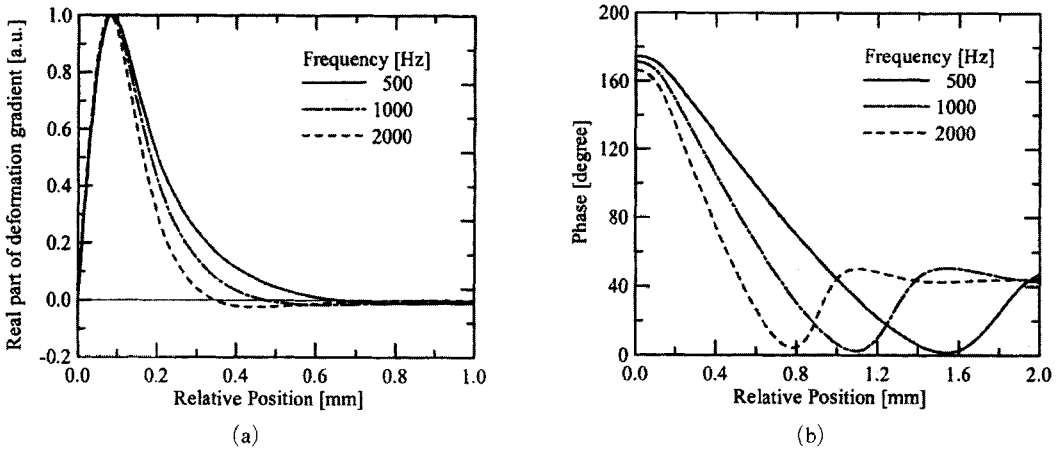 Real part of deformation gradient [a.u.]
1.0
0.8
0.6
0.4
0.2
0.0
-0.2
Frequency [Hz]
500
1000
2000
0.0 0.2 0.4 0.6 0.8 1.0
Relative Position [mm]
(a)
Phase [degree]
200
160
120
80
40
0
Frequency [Hz]
500
1000
2000
0.0 0.4 0.8 1.2 1.6 2.0
Relative Position [mm]
(b)